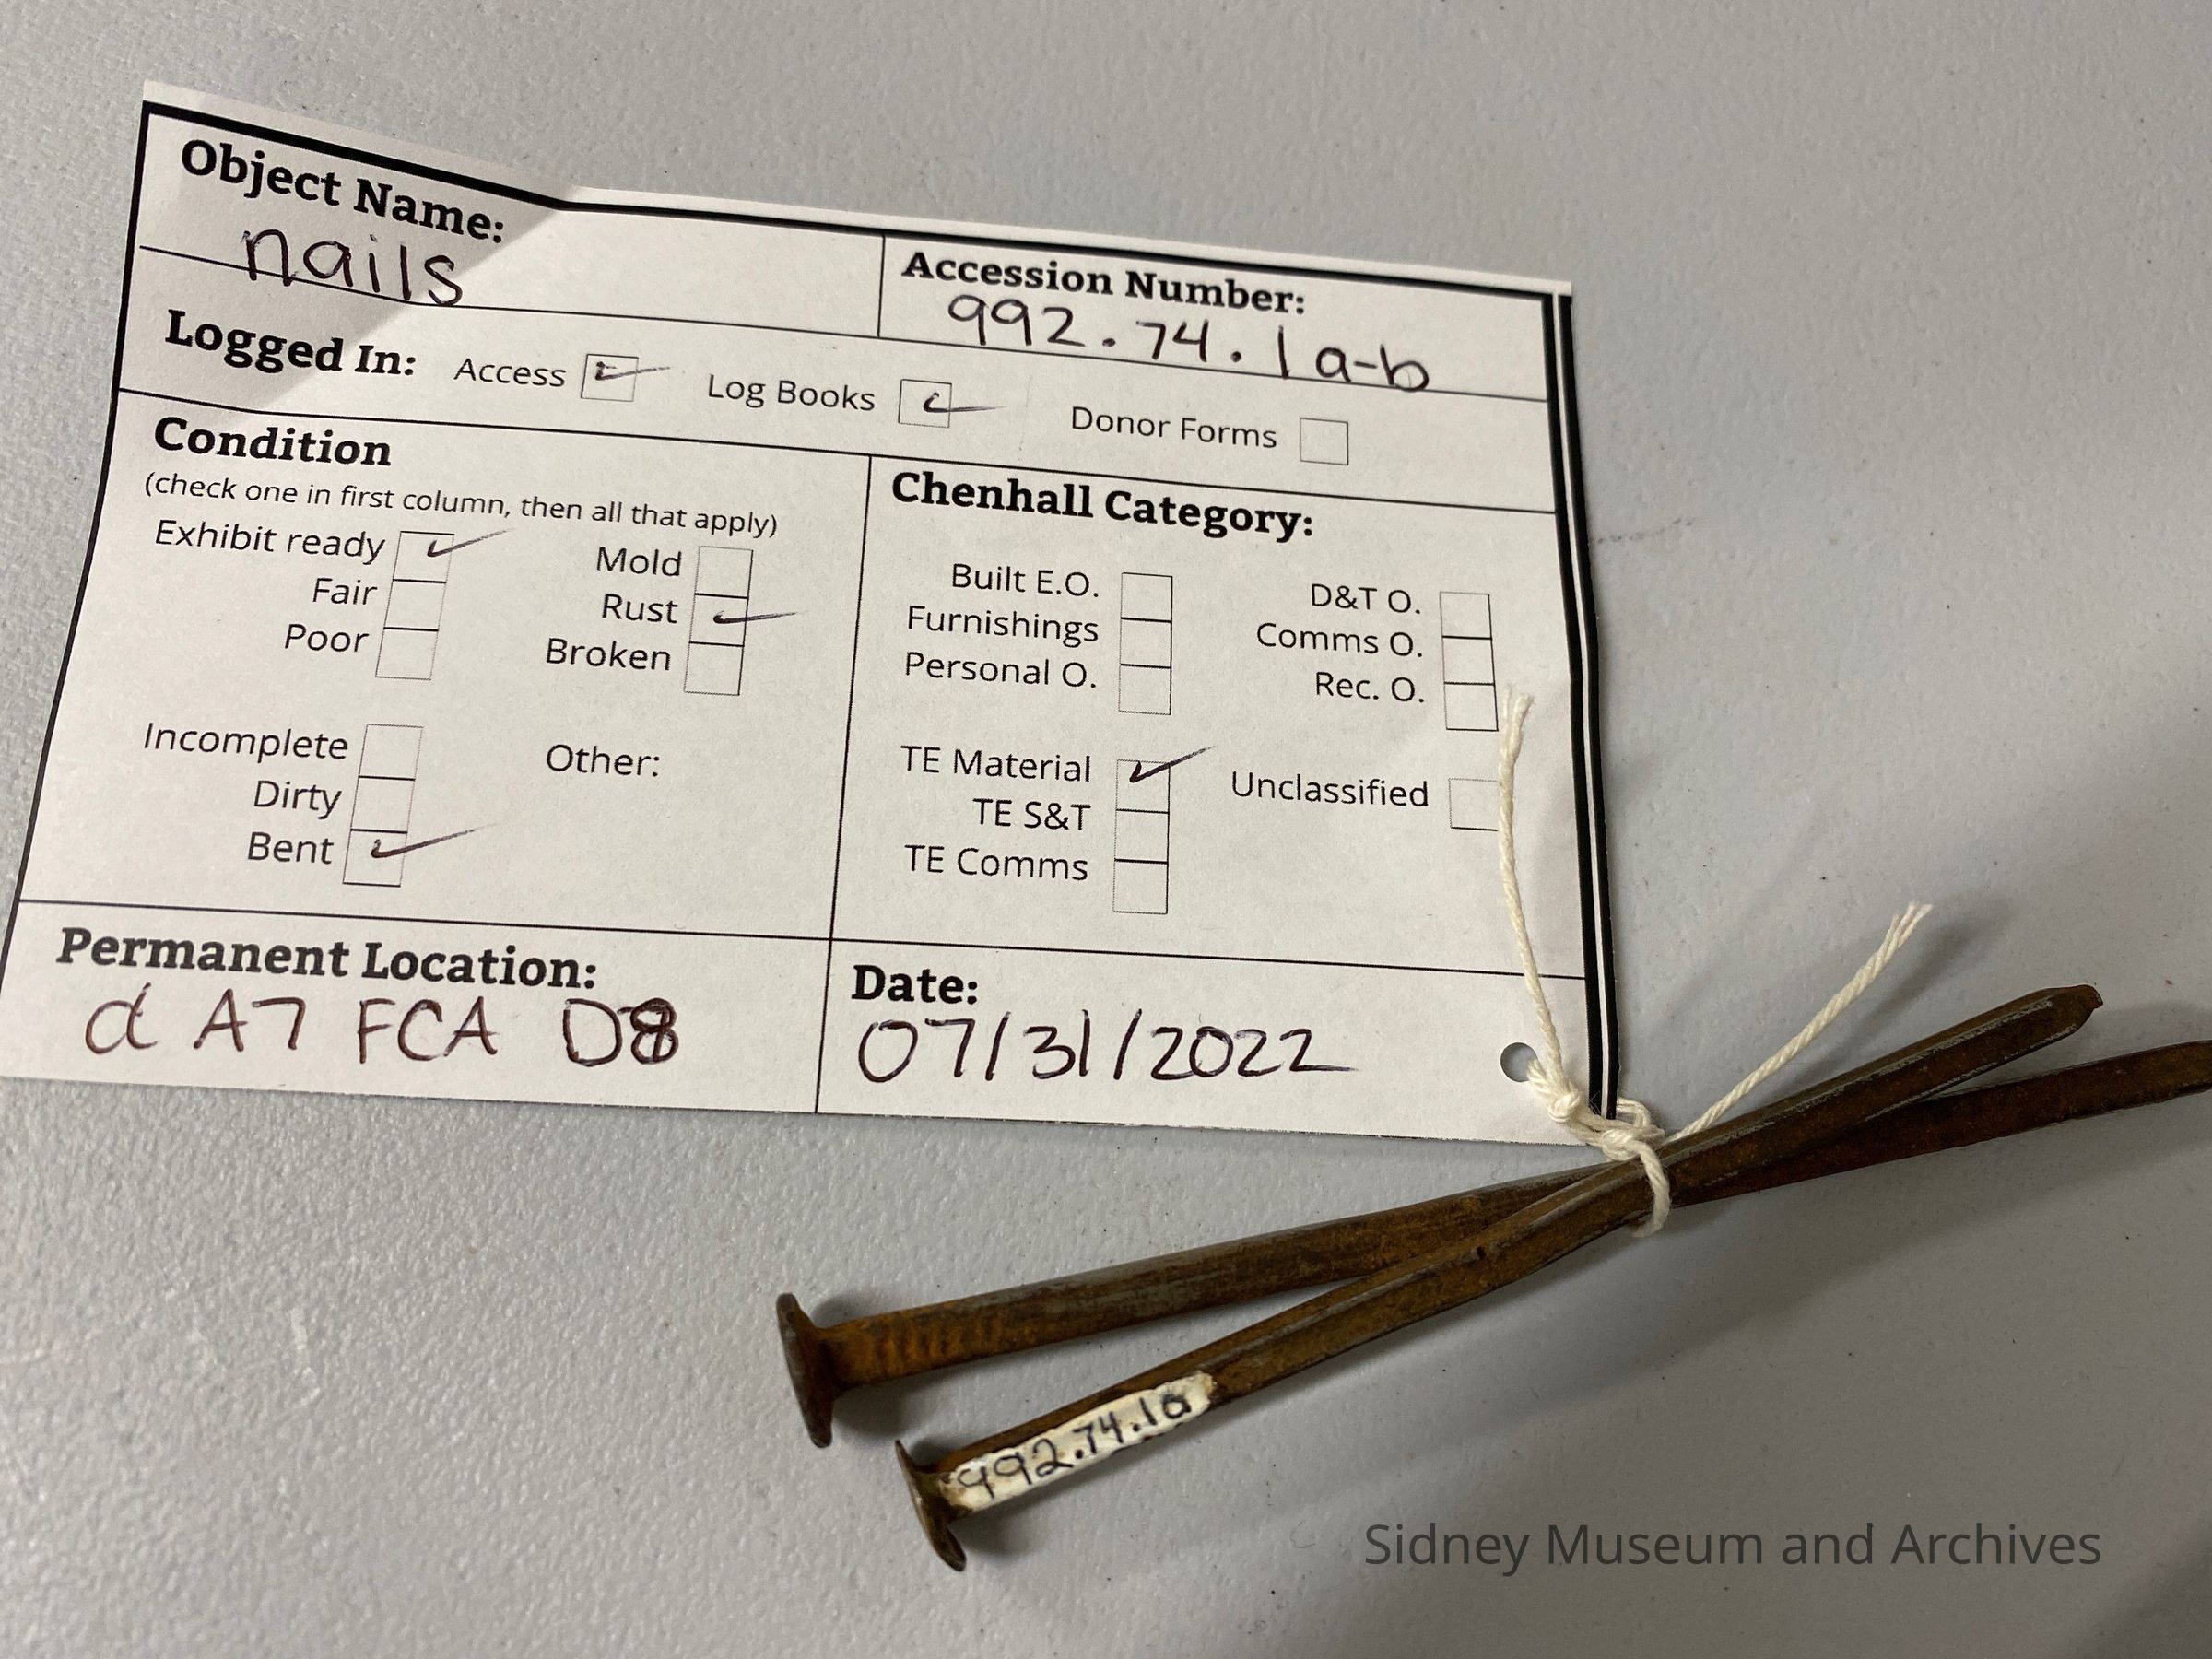 Object Name:
nails
Accession Number:
992.74.1a-b
Logged In: Access Log Books Donor Forms
Condition
(check one in first column, then all that apply)
Exhibit ready
Fair
Poor
Mold
Rust
Broken
Incomplete
Dirty
Bent
Other:
Chenhall Category:
Built E.O.
Furnishings
Personal O.
D&T O.
Comms O.
Rec. O.
TE Material
TE S&T
TE Comms
Unclassified
Permanent Location:
d A7 FCA D8
Date:
07/31/2022
992.74.1a
Sidney Museum and Archives